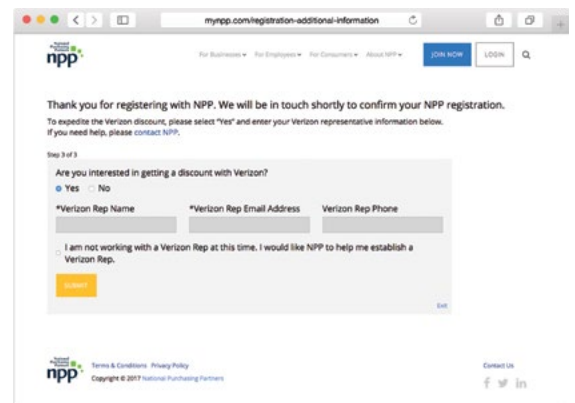 mynpp.com/registration-additional-information
National
Purchasing
Partners
npp
For Businesses For Employees For Consumers About NPP JOIN NOW LOGIN
Thank you for registering with NPP. We will be in touch shortly to confirm your NPP registration.
To expedite the Verizon discount, please select "Yes" and enter your Verizon representative information below.
If you need help, please contact NPP.
Step 3 of 3
Are you interested in getting a discount with Verizon?
Yes No
*Verizon Rep Name *Verizon Rep Email Address Verizon Rep Phone
I am not working with a Verizon Rep at this time. I would like NPP to help me establish a
Verizon Rep.
SUBMIT
Exit
npp
Terms & Conditions Privacy Policy
Copyright © 2017 National Purchasing Partners
Contact Us